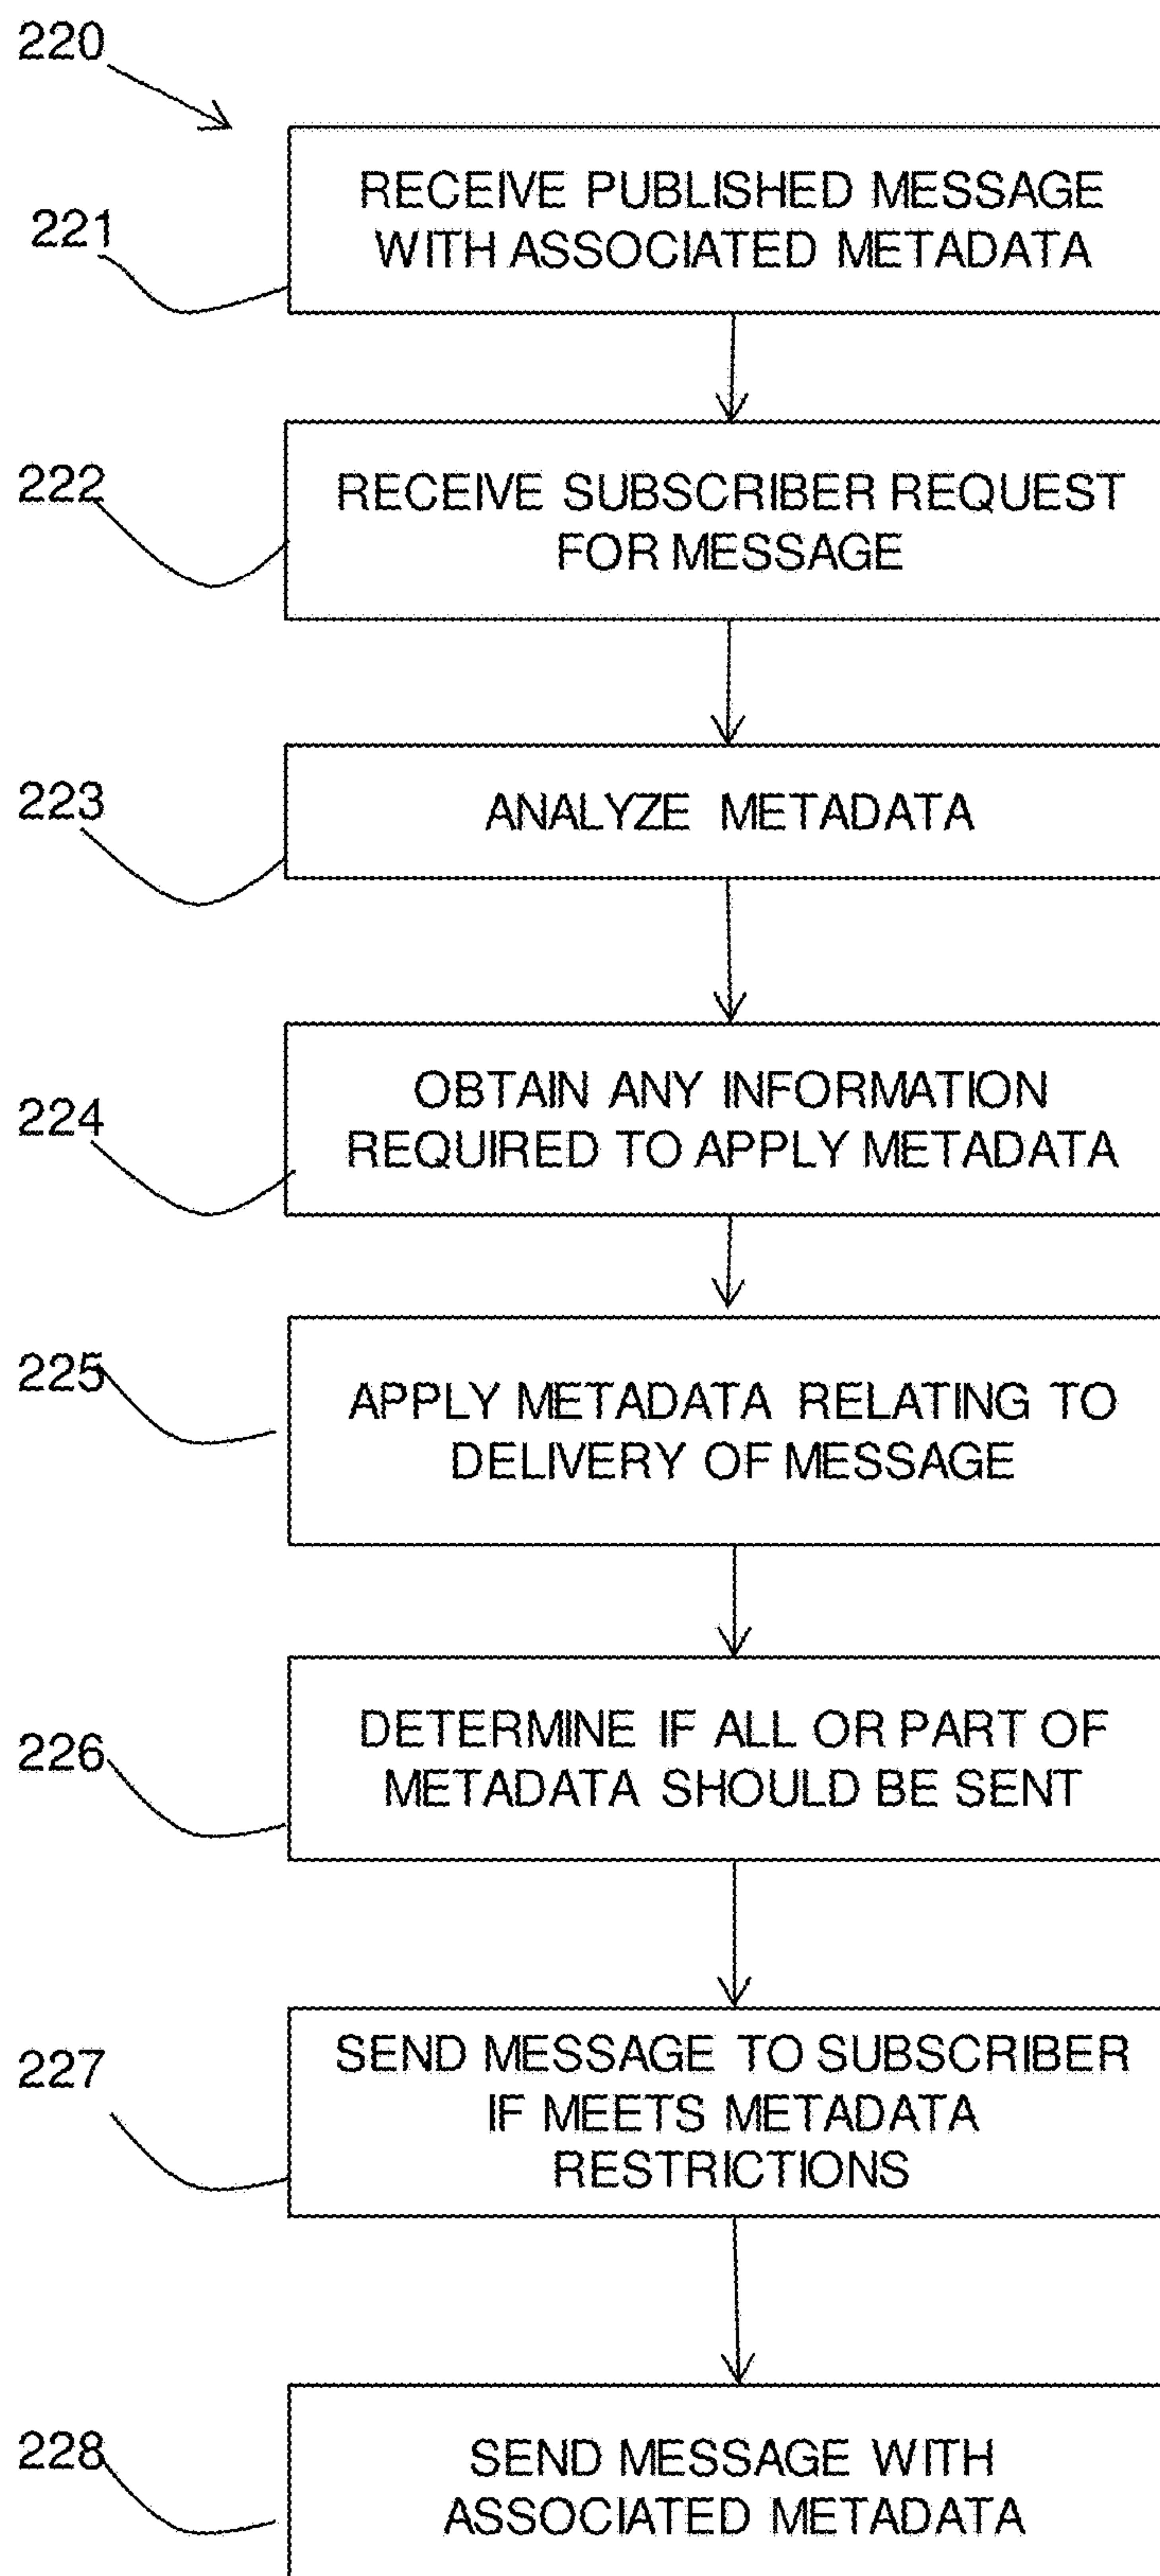 220
221
RECEIVE PUBLISHED MESSAGE
WITH ASSOCIATED METADATA
222
RECEIVE SUBSCRIBER REQUEST
FOR MESSAGE
223
ANALYZE METADATA
224
OBTAIN ANY INFORMATION
REQUIRED TO APPLY METADATA
225
APPLY METADATA RELATING TO
DELIVERY OF MESSAGE
226
DETERMINE IF ALL OR PART OF
METADATA SHOULD BE SENT
227
SEND MESSAGE TO SUBSCRIBER
IF MEETS METADATA
RESTRICTIONS
228
SEND MESSAGE WITH
ASSOCIATED METADATA